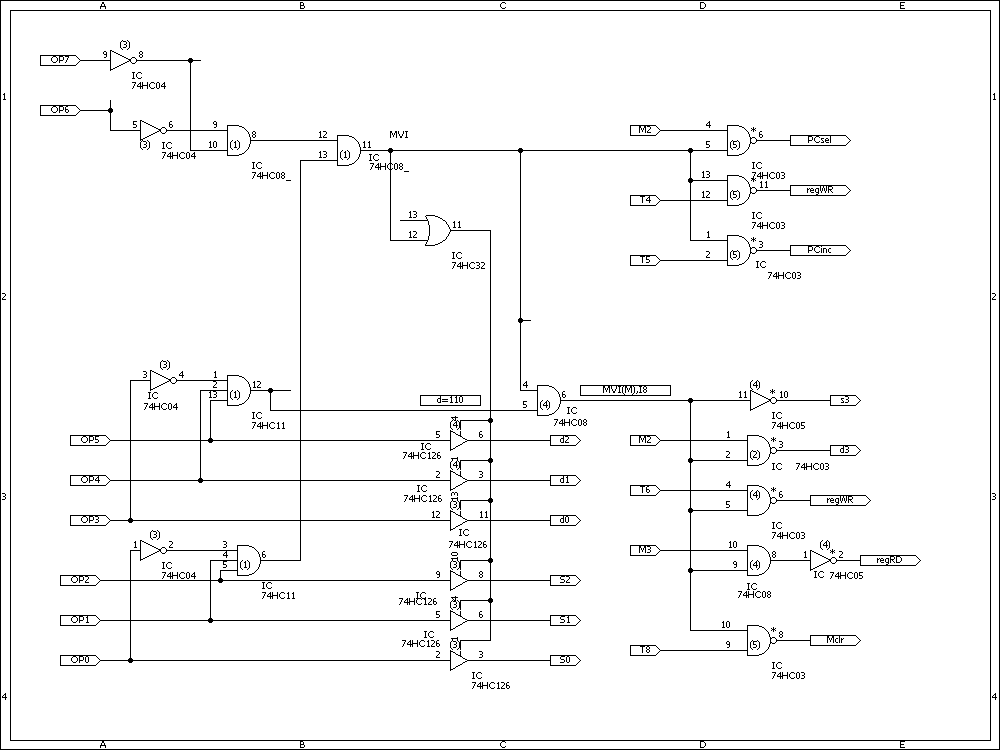 A B C D E
(3)
OP7 9 8
IC
74HC04
1 1
OP6 5 6
(3) IC
74HC04
9 10 8
(1)
IC
74HC08_
MVI
12 13 11
(1)
IC
74HC08_
M2 4 5 * 6 PCsel
(5)
IC
74HC03
T4 13 12 * 11 regWR
(5)
IC
74HC03
T5 1 2 * 3 PCinc
(5)
IC
74HC03
13 12 11
IC
74HC32
2 2
(3)
3 4
IC
74HC04
1 2 13 12
(1)
IC
74HC11
d=110
4 5 6
(4)
IC
74HC08
MVI(M),I8
(4)
11 * 10 s3
IC
74HC05
OP5 5 6 d2
(4) 4
IC
74HC126
M2 1 2 * 3 d3
(2)
IC 74HC03
OP4 2 3 d1
(4) 1
IC
74HC126
T6 4 5 * 6 regWR
(4)
IC
74HC03
3 3
OP3 12 11 d0
(3) 13
IC
74HC126
(3)
1 2
IC
74HC04
3 4 5 6
(1)
IC
74HC11
M3 10 9 8
(4)
IC
74HC08
(4)
1 * 2 regRD
IC 74HC05
OP2 9 8 S2
(3) 10
IC
74HC126
OP1 5 6 S1
(3) 4
IC
74HC126
OP0 2 3 S0
(3) 1
IC
74HC126
T8 10 9 * 8 Mclr
(5)
IC
74HC03
4 4
A B C D E